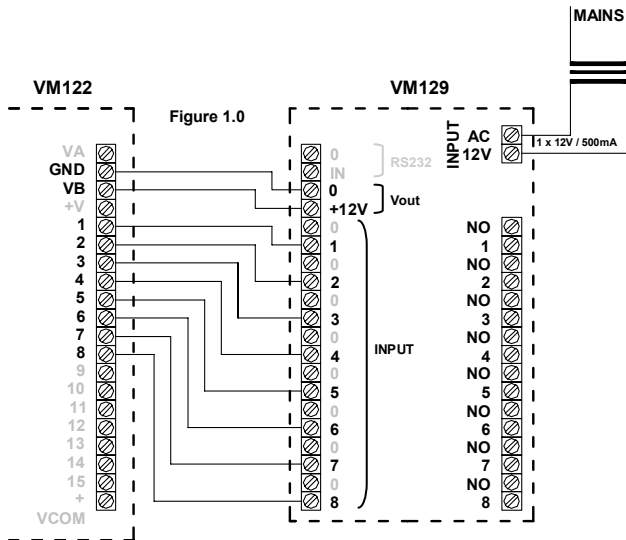 MAINS
VM122
VM129
Figure 1.0
INPUT
AC
12V
1 x 12V / 500mA
VA
GND
VB
+V
1
2
3
4
5
6
7
8
9
10
11
12
13
14
15
+
VCOM
0
IN
RS232
0
+12V
Vout
0
1
0
2
0
3
0
4
0
5
0
6
0
7
0
8
INPUT
NO
1
NO
2
NO
3
NO
4
NO
5
NO
6
NO
7
NO
8